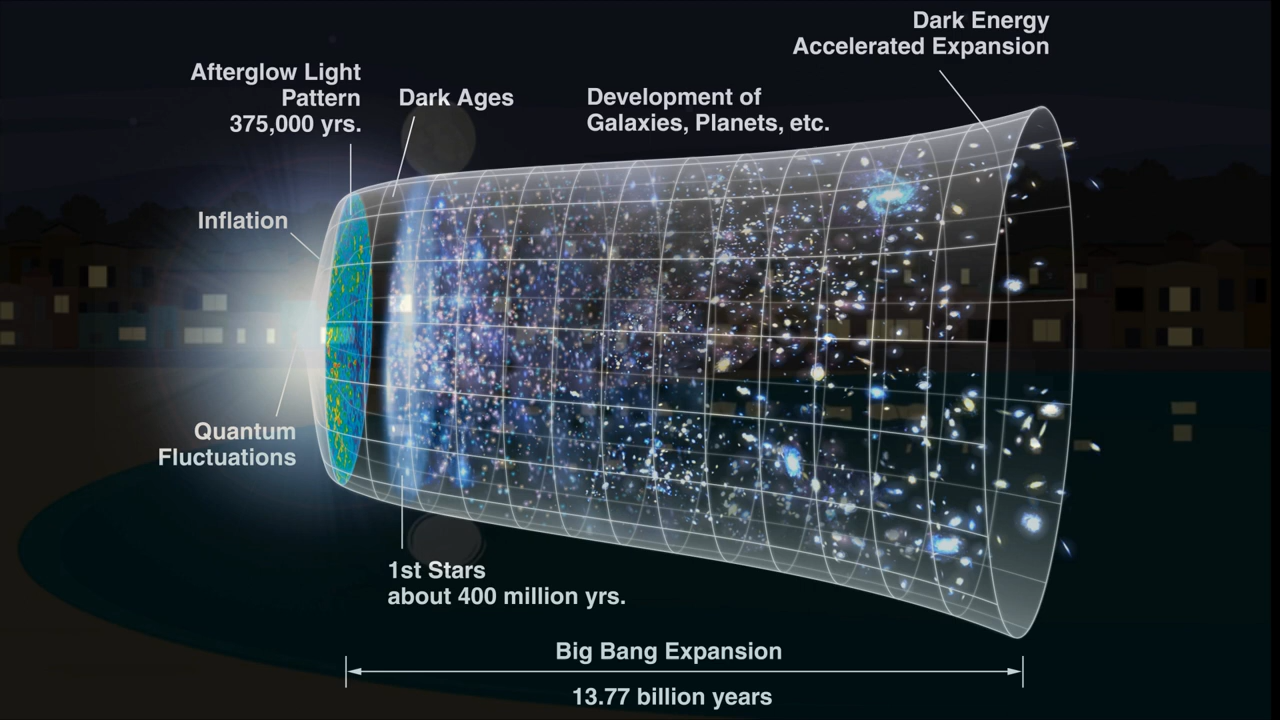 Dark Energy
Accelerated Expansion
Afterglow Light
Pattern
375,000 yrs.
Dark Ages
Development of
Galaxies, Planets, etc.
Inflation
Quantum
Fluctuations
1st Stars
about 400 million yrs.
Big Bang Expansion
13.77 billion years